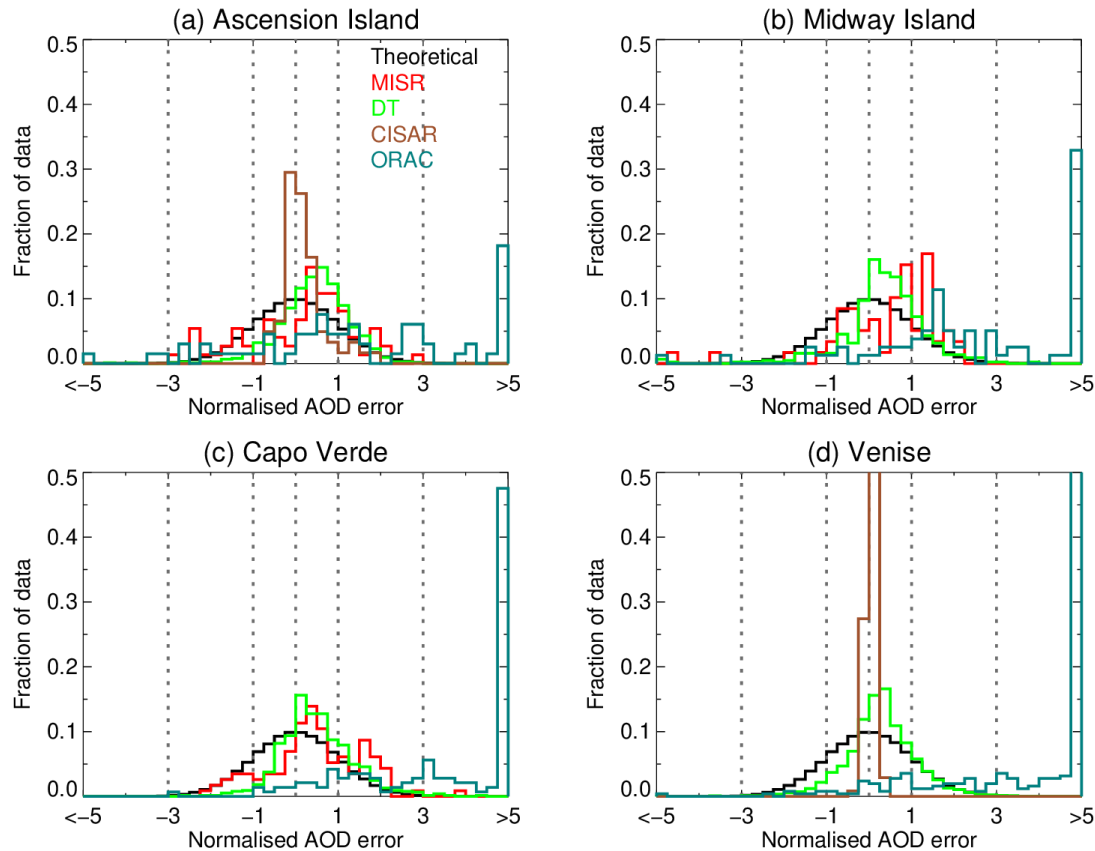 (a) Ascension Island
0.5
0.4
0.3
0.2
0.1
0.0
Fraction of data
Theoretical
MISR
DT
CISAR
ORAC
<−5 −3 −1 1 3 >5
Normalised AOD error
(b) Midway Island
0.5
0.4
0.3
0.2
0.1
0.0
Fraction of data
<−5 −3 −1 1 3 >5
Normalised AOD error
(c) Capo Verde
0.5
0.4
0.3
0.2
0.1
0.0
Fraction of data
<−5 −3 −1 1 3 >5
Normalised AOD error
(d) Venise
0.5
0.4
0.3
0.2
0.1
0.0
Fraction of data
<−5 −3 −1 1 3 >5
Normalised AOD error